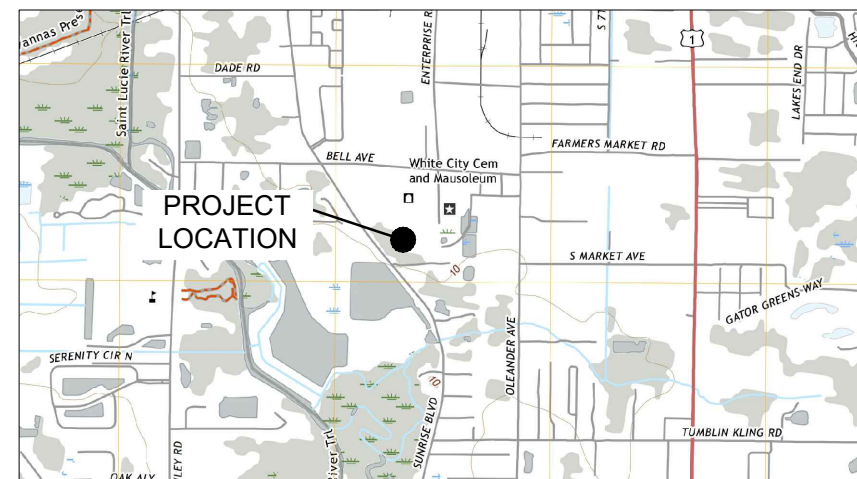 vannas Pres
Saint Lucie River Trl
DADE RD
ENTERPRISE R
S 7T
1
LAKES END DR
H
BELL AVE
FARMERS MARKET RD
White City Cem
and Mausoleum
PROJECT
LOCATION
10
S MARKET AVE
GATOR GREENS WAY
OLEANDER AVE
SERENITY CIR N
10
SUNRISE BLVD
TUMBLIN KLING RD
River Trl
LEY RD
OAK ALY